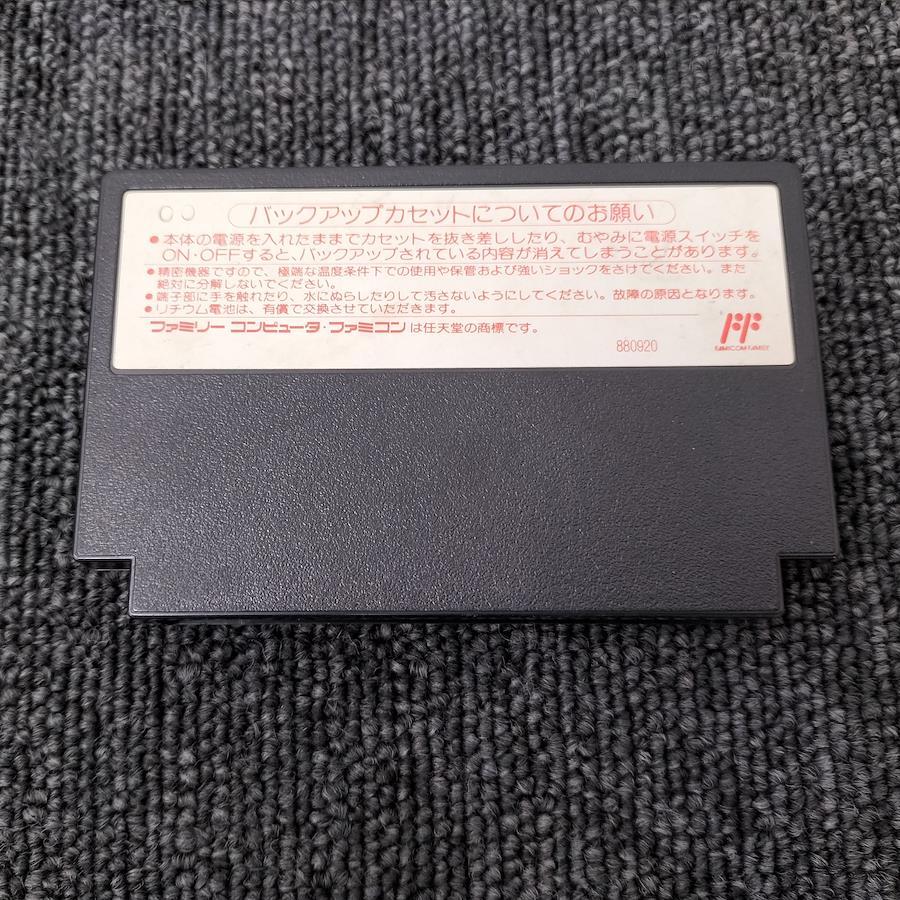 バックアップカセットについてのお願い
●本体の電源を入れたままでカセットを抜き差ししたり、むやみに電源スイッチを
ON・OFFすると、バックアップされている内容が消えてしまうことがあります。
●精密機器ですので、極端な温度条件下での使用や保管および強いショックをさけてください。また
絶対に分解しないでください。
●端子部に手を触れたり、水にぬらしたりして汚さないようにしてください。故障の原因となります。
●リチウム電池は、有償で交換させていただきます。
ファミリー コンピュータ・ファミコン は任天堂の商標です。
880920
FAMICOM FAMILY